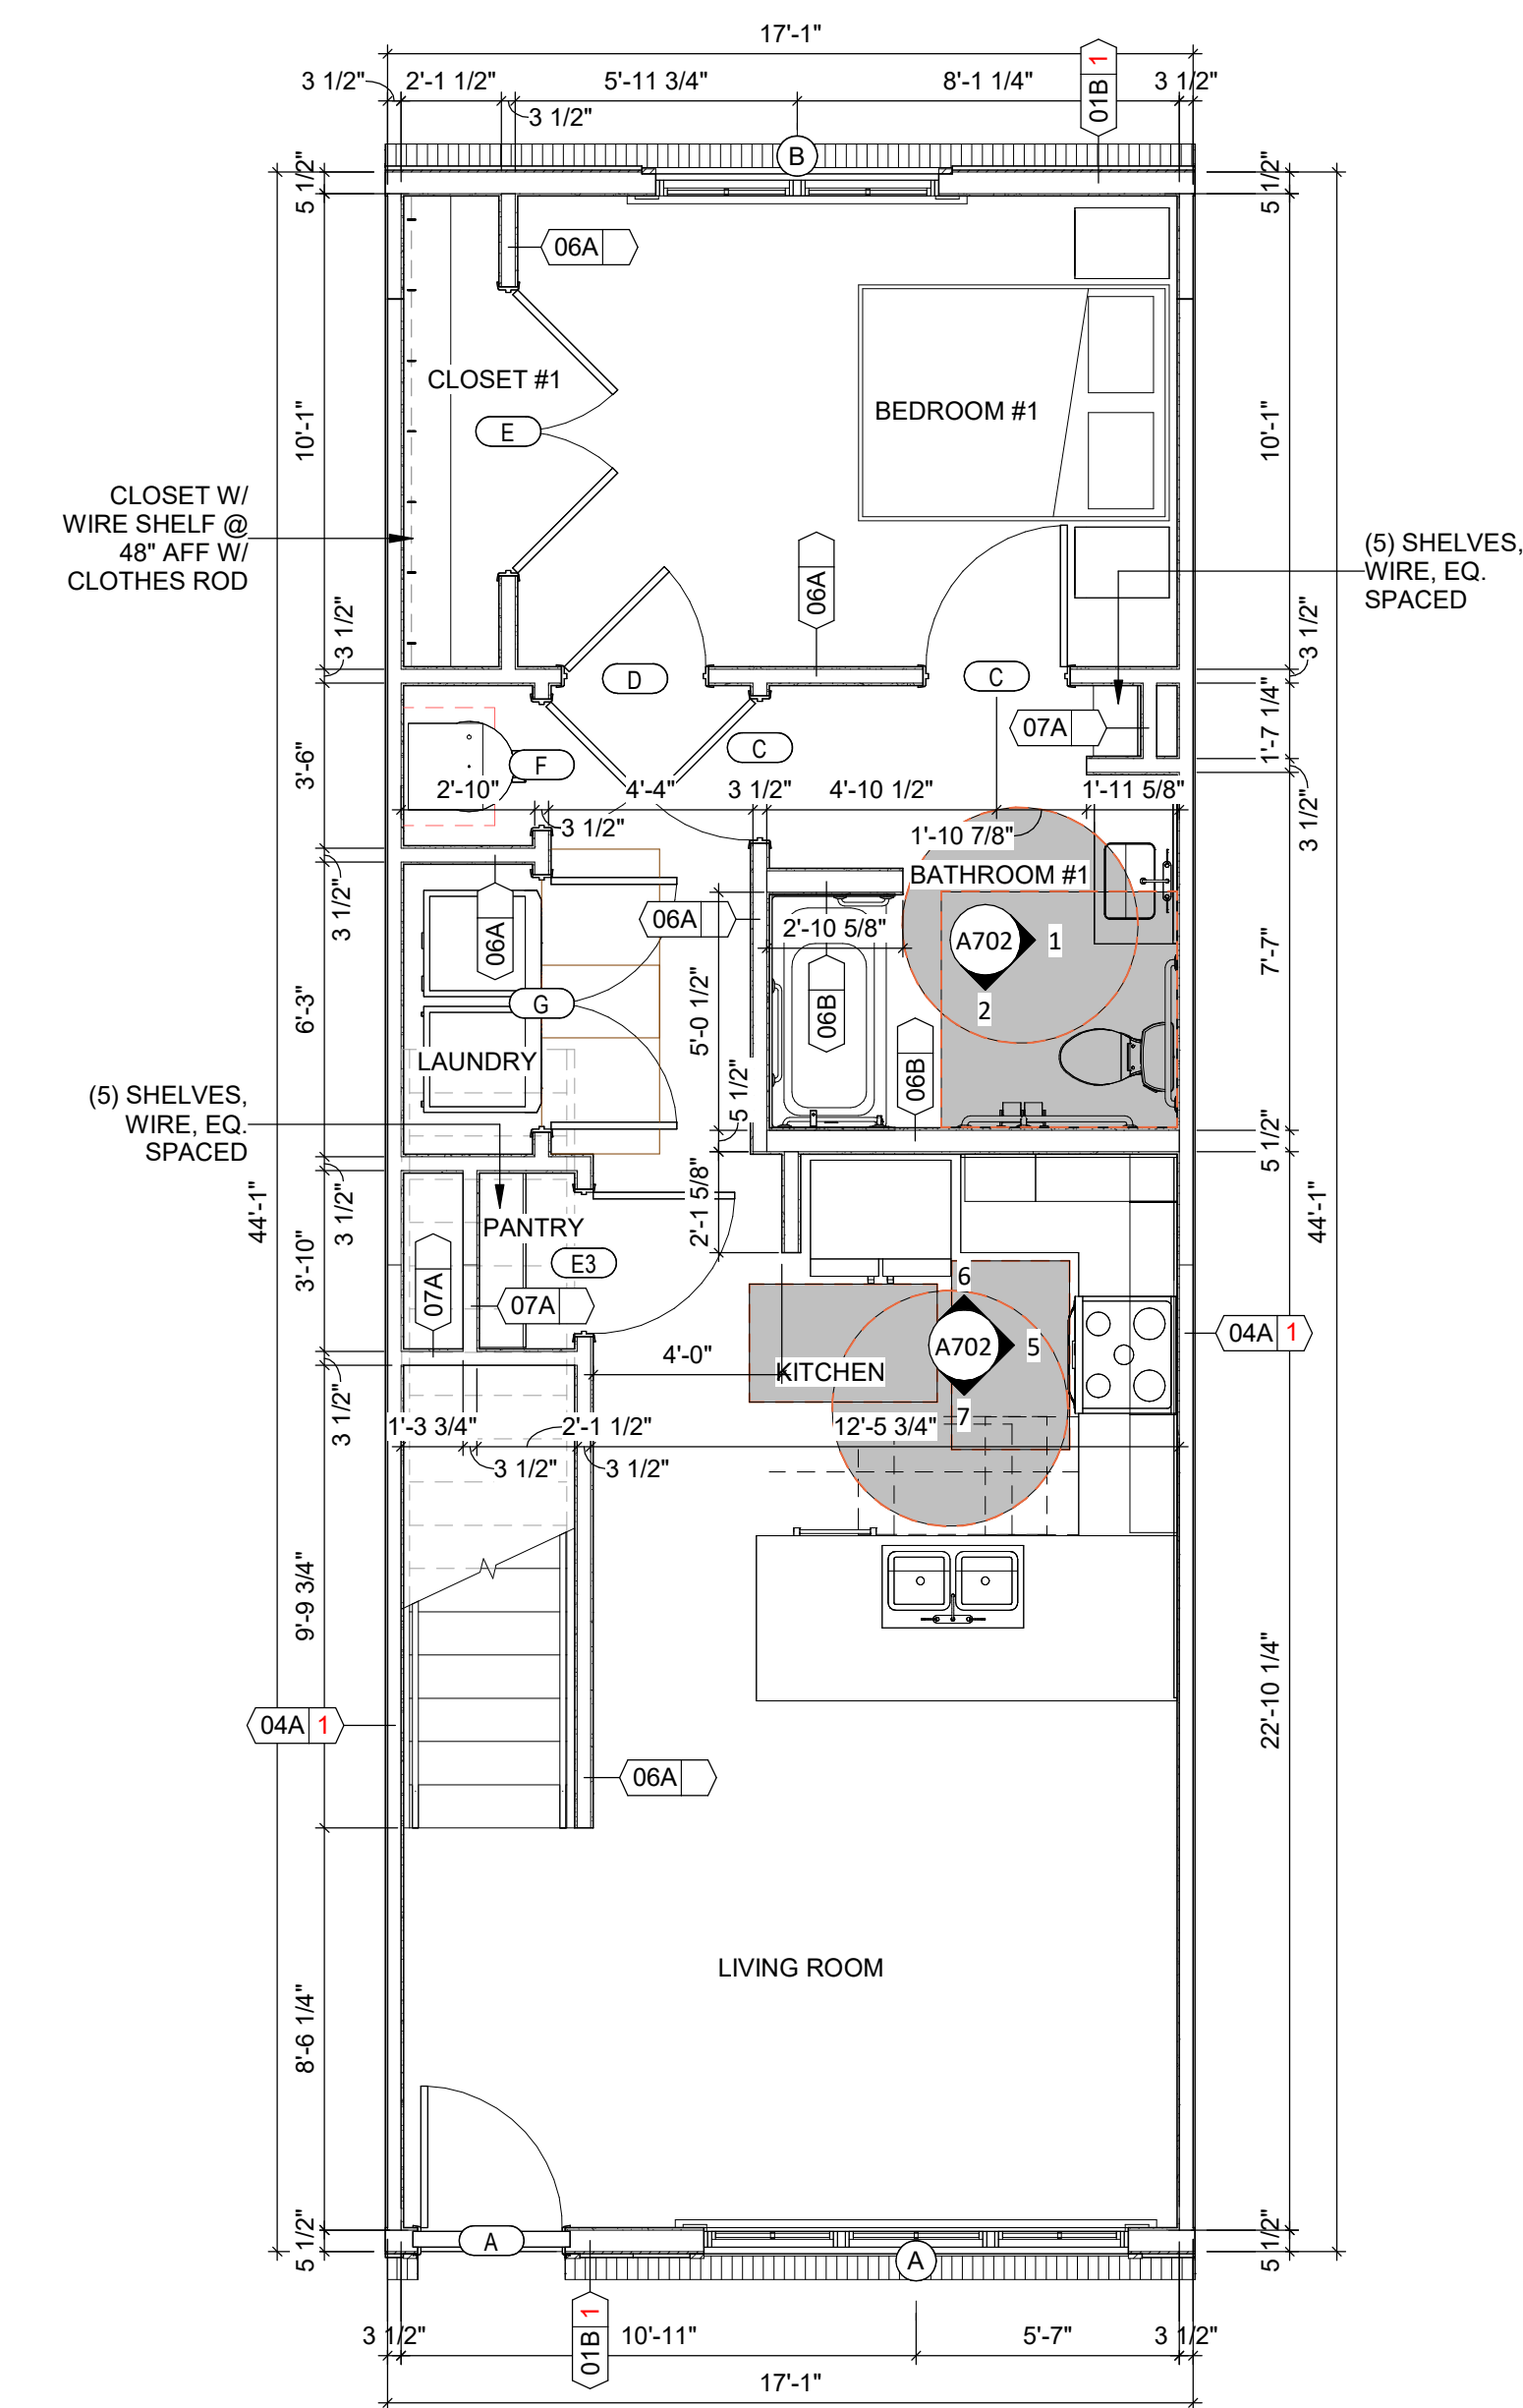 17'-1"
3 1/2"
2'-1 1/2"
5'-11 3/4"
8'-1 1/4"
3 1/2"
3 1/2"
01B 1
B
5 1/2"
5 1/2"
06A
CLOSET #1
BEDROOM #1
E
10'-1"
10'-1"
CLOSET W/
WIRE SHELF @
48" AFF W/
CLOTHES ROD
(5) SHELVES,
WIRE, EQ.
SPACED
06A
3 1/2"
3 1/2"
D
C
07A
1'-7 1/4"
C
F
3'-6"
2'-10"
4'-4"
3 1/2"
4'-10 1/2"
1'-11 5/8"
3 1/2"
3 1/2"
1'-10 7/8"
BATHROOM #1
3 1/2"
06A
06A
2'-10 5/8"
A702
1
2
7'-7"
G
06B
5'-0 1/2"
6'-3"
LAUNDRY
06B
5 1/2"
5 1/2"
(5) SHELVES,
WIRE, EQ.
SPACED
44'-1"
44'-1"
3 1/2"
2'-1 5/8"
PANTRY
3'-10"
E3
07A
07A
6
A702
5
7
04A 1
4'-0"
KITCHEN
3 1/2"
1'-3 3/4"
2'-1 1/2"
12'-5 3/4"
3 1/2"
3 1/2"
9'-9 3/4"
22'-10 1/4"
04A 1
06A
LIVING ROOM
8'-6 1/4"
5 1/2"
5 1/2"
A
A
01B 1
3 1/2"
10'-11"
5'-7"
3 1/2"
17'-1"